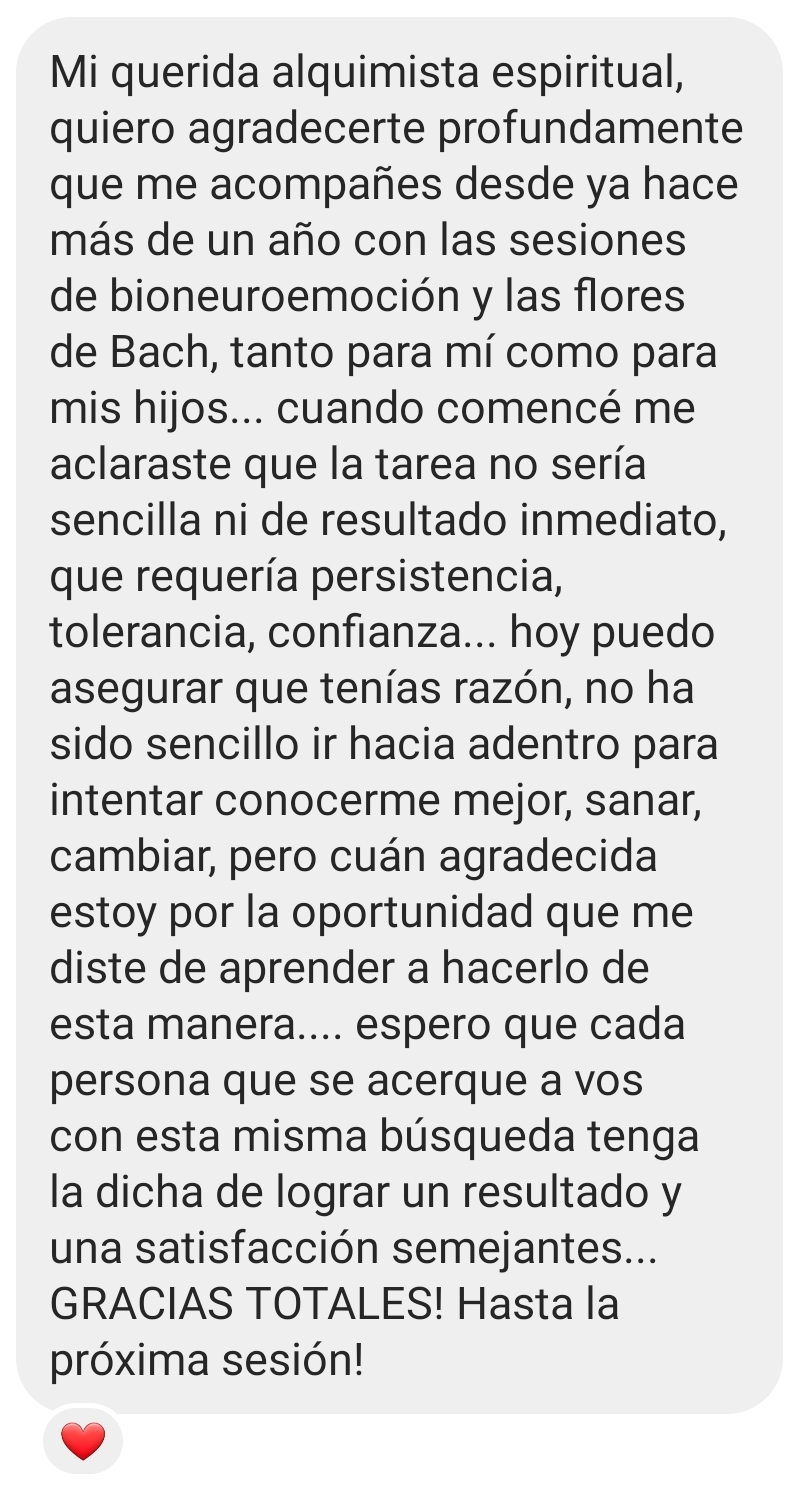 Mi querida alquimista espiritual,
quiero agradecerte profundamente
que me acompañes desde ya hace
más de un año con las sesiones
de bioneuroemoción y las flores
de Bach, tanto para mí como para
mis hijos... cuando comencé me
aclaraste que la tarea no sería
sencilla ni de resultado inmediato,
que requería persistencia,
tolerancia, confianza... hoy puedo
asegurar que tenías razón, no ha
sido sencillo ir hacia adentro para
intentar conocerme mejor, sanar,
cambiar, pero cuán agradecida
estoy por la oportunidad que me
diste de aprender a hacerlo de
esta manera.... espero que cada
persona que se acerque a vos
con esta misma búsqueda tenga
la dicha de lograr un resultado y
una satisfacción semejantes...
GRACIAS TOTALES! Hasta la
próxima sesión!